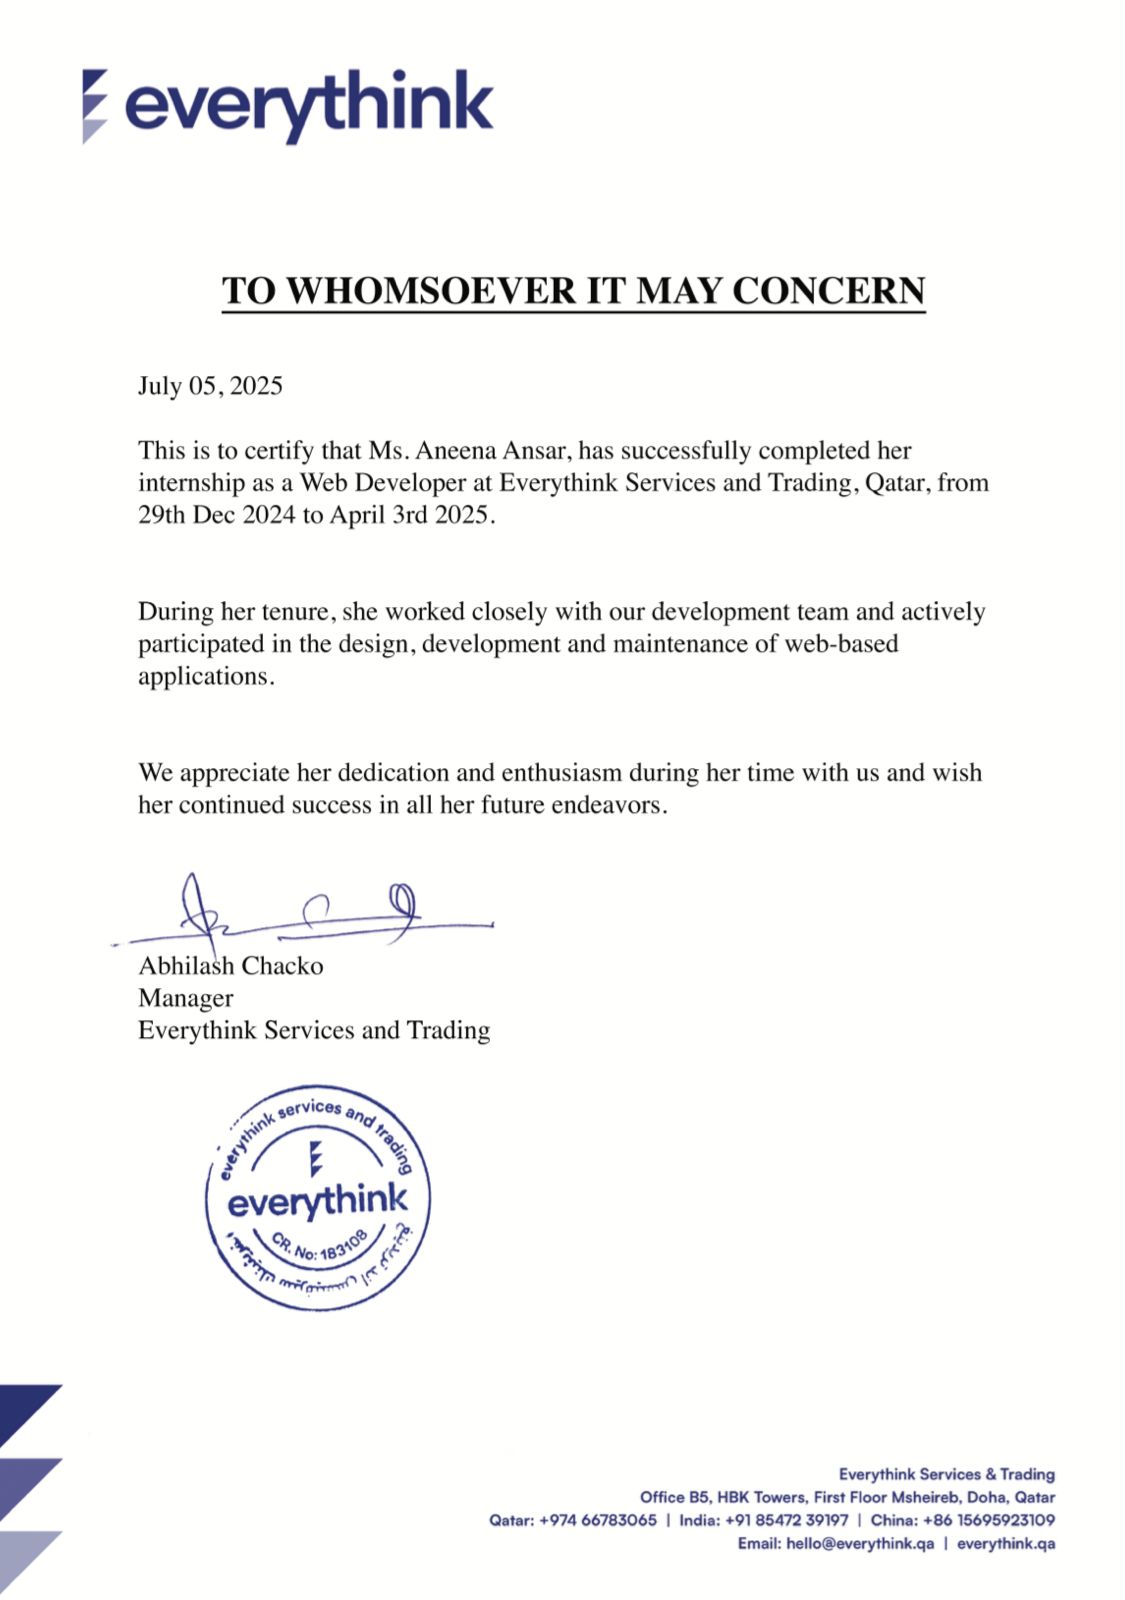 everythink
TO WHOMSOEVER IT MAY CONCERN
July 05, 2025
This is to certify that Ms. Aneena Ansar, has successfully completed her
internship as a Web Developer at Everythink Services and Trading, Qatar, from
29th Dec 2024 to April 3rd 2025.
During her tenure, she worked closely with our development team and actively
participated in the design, development and maintenance of web-based
applications.
We appreciate her dedication and enthusiasm during her time with us and wish
her continued success in all her future endeavors.
Abhilash Chacko
Manager
Everythink Services and Trading
everythink services and trading
everythink
CR. No: 183108
Everythink Services & Trading
Office B5, HBK Towers, First Floor Msheireb, Doha, Qatar
Qatar: +974 66783065 | India: +91 85472 39197 | China: +86 15695923109
Email: hello@everythink.qa | everythink.qa